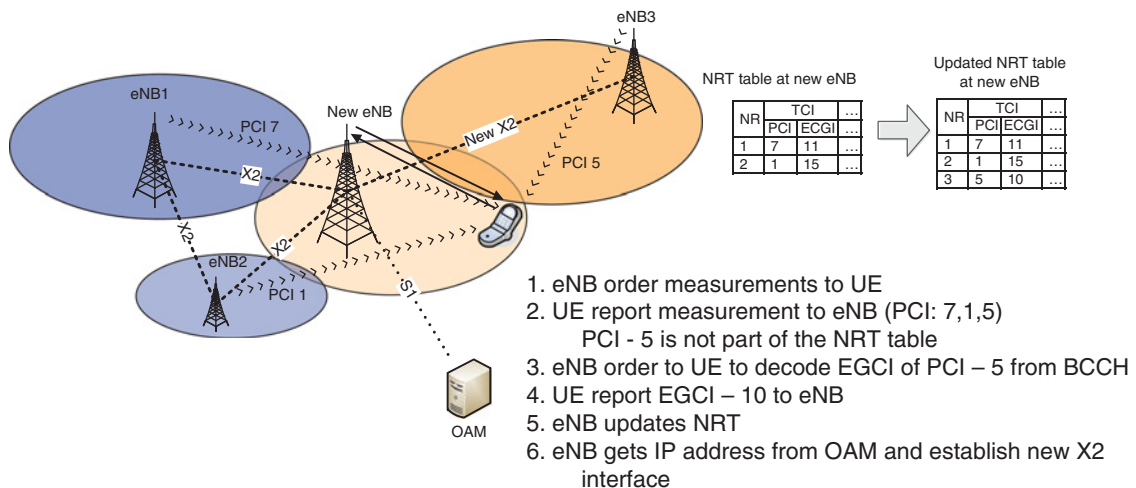 eNB3
eNB1
PCI 7
New eNB
New X2
PCI 5
X2
X2
X2
eNB2
PCI 1
S1
OAM
NRT table at new eNB
NR TCI ...
PCI ECGI ...
1 7 11 ...
2 1 15 ...
Updated NRT table
at new eNB
NR TCI ...
PCI ECGI ...
1 7 11 ...
2 1 15 ...
3 5 10 ...
1. eNB order measurements to UE
2. UE report measurement to eNB (PCI: 7,1,5)
PCI - 5 is not part of the NRT table
3. eNB order to UE to decode EGCI of PCI – 5 from BCCH
4. UE report EGCI – 10 to eNB
5. eNB updates NRT
6. eNB gets IP address from OAM and establish new X2
interface